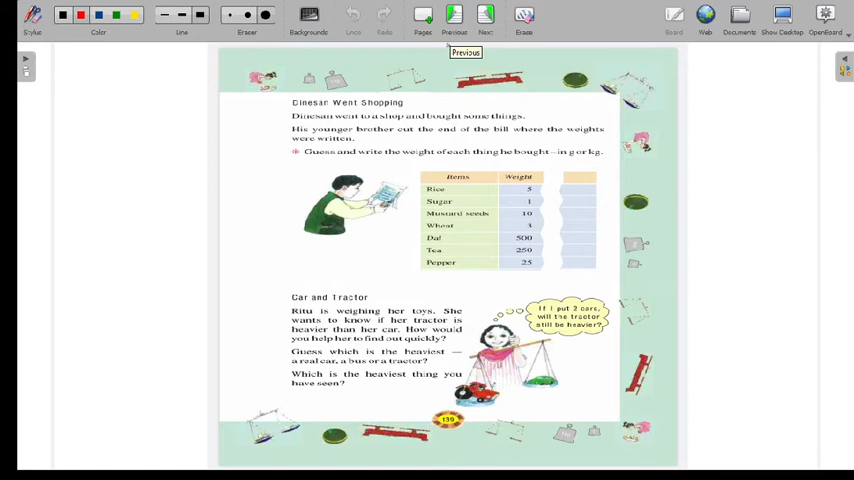 Stylus
Color
Line
Eraser
Backgrounds
Undo
Redo
Pages
Previous
Next
Erase
Board
Web
Documents
Show Desktop
OpenBoard
Previous
Dinesan Went Shopping
Dinesan went to a shop and bought some things.
His younger brother cut the end of the bill where the weights
were written.
Guess and write the weight of each thing he bought — in g or kg.
Items Weight
Rice 5
Sugar 1
Mustard seeds 10
Wheat 3
Dal 500
Tea 250
Pepper 25
Car and Tractor
Ritu is weighing her toys. She
wants to know if her tractor is
heavier than her car. How would
you help her to find out quickly?
Guess which is the heaviest —
a real car, a bus or a tractor?
Which is the heaviest thing you
have seen?
If I put 2 cars,
will the tractor
still be heavier?
139